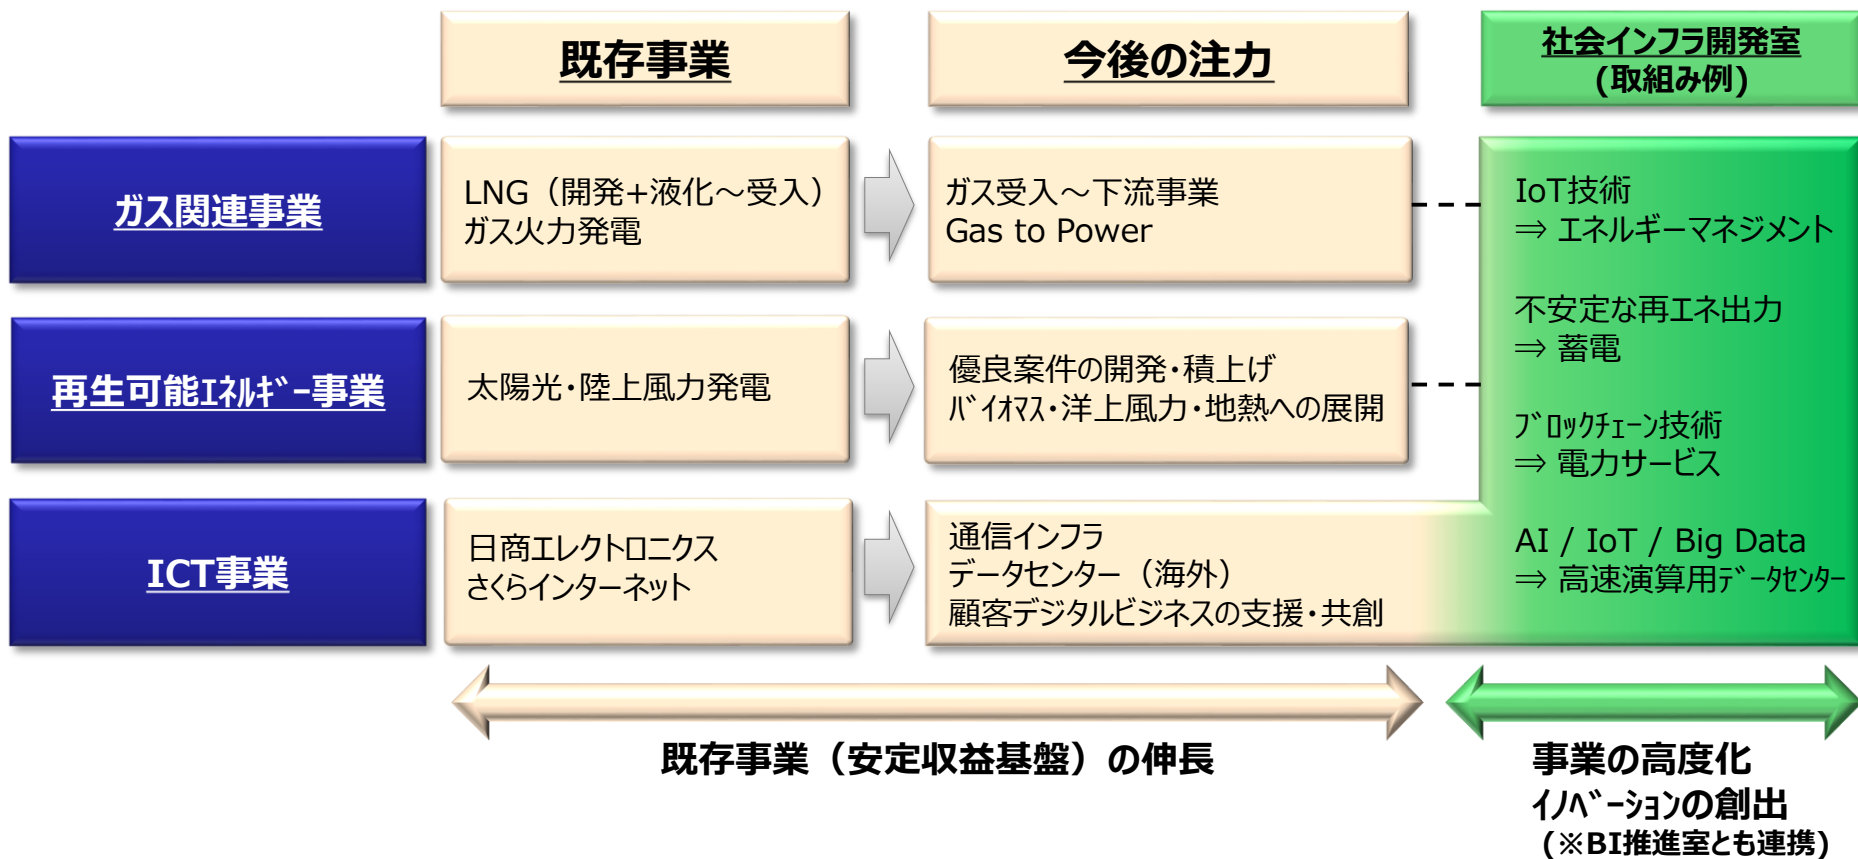 既存事業
今後の注力
社会インフラ開発室
(取組み例)
ガス関連事業
LNG（開発+液化～受入）
ガス火力発電
ガス受入～下流事業
Gas to Power
IoT技術
⇒ エネルギーマネジメント
再生可能ｴﾈﾙｷﾞｰ事業
太陽光・陸上風力発電
優良案件の開発・積上げ
ﾊﾞｲｵﾏｽ・洋上風力・地熱への展開
不安定な再エネ出力
⇒ 蓄電
ﾌﾞﾛｯｸﾁｪｰﾝ技術
⇒ 電力サービス
ICT事業
日商エレクトロニクス
さくらインターネット
通信インフラ
データセンター（海外）
顧客デジタルビジネスの支援・共創
AI / IoT / Big Data
⇒ 高速演算用ﾃﾞｰﾀｾﾝﾀｰ
既存事業（安定収益基盤）の伸長
事業の高度化
ｲﾉﾍﾞｰｼｮﾝの創出
(※BI推進室とも連携)